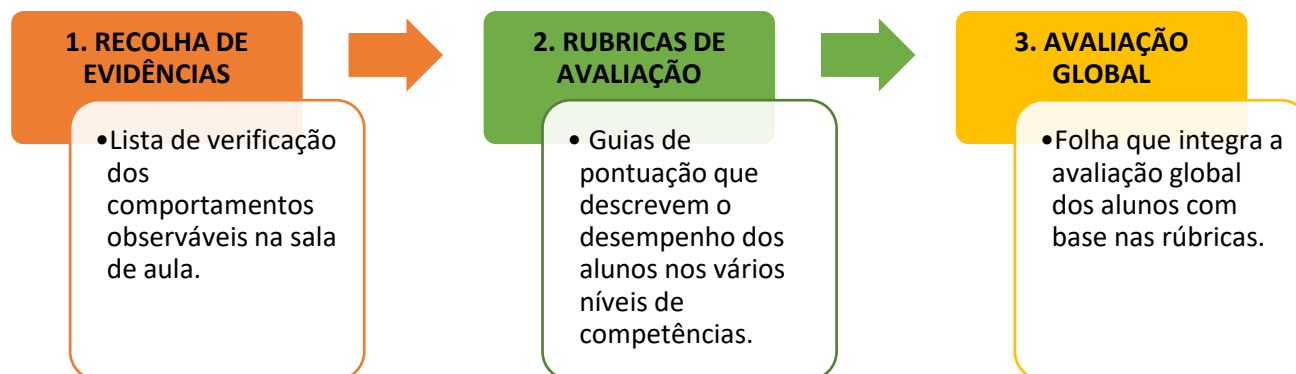 1. RECOLHA DE
EVIDÊNCIAS
•Lista de verificação
dos
comportamentos
observáveis na sala
de aula.
2. RUBRICAS DE
AVALIAÇÃO
• Guias de
pontuação que
descrevem o
desempenho dos
alunos nos vários
níveis de
competências.
3. AVALIAÇÃO
GLOBAL
•Folha que integra a
avaliação global
dos alunos com
base nas rúbricas.